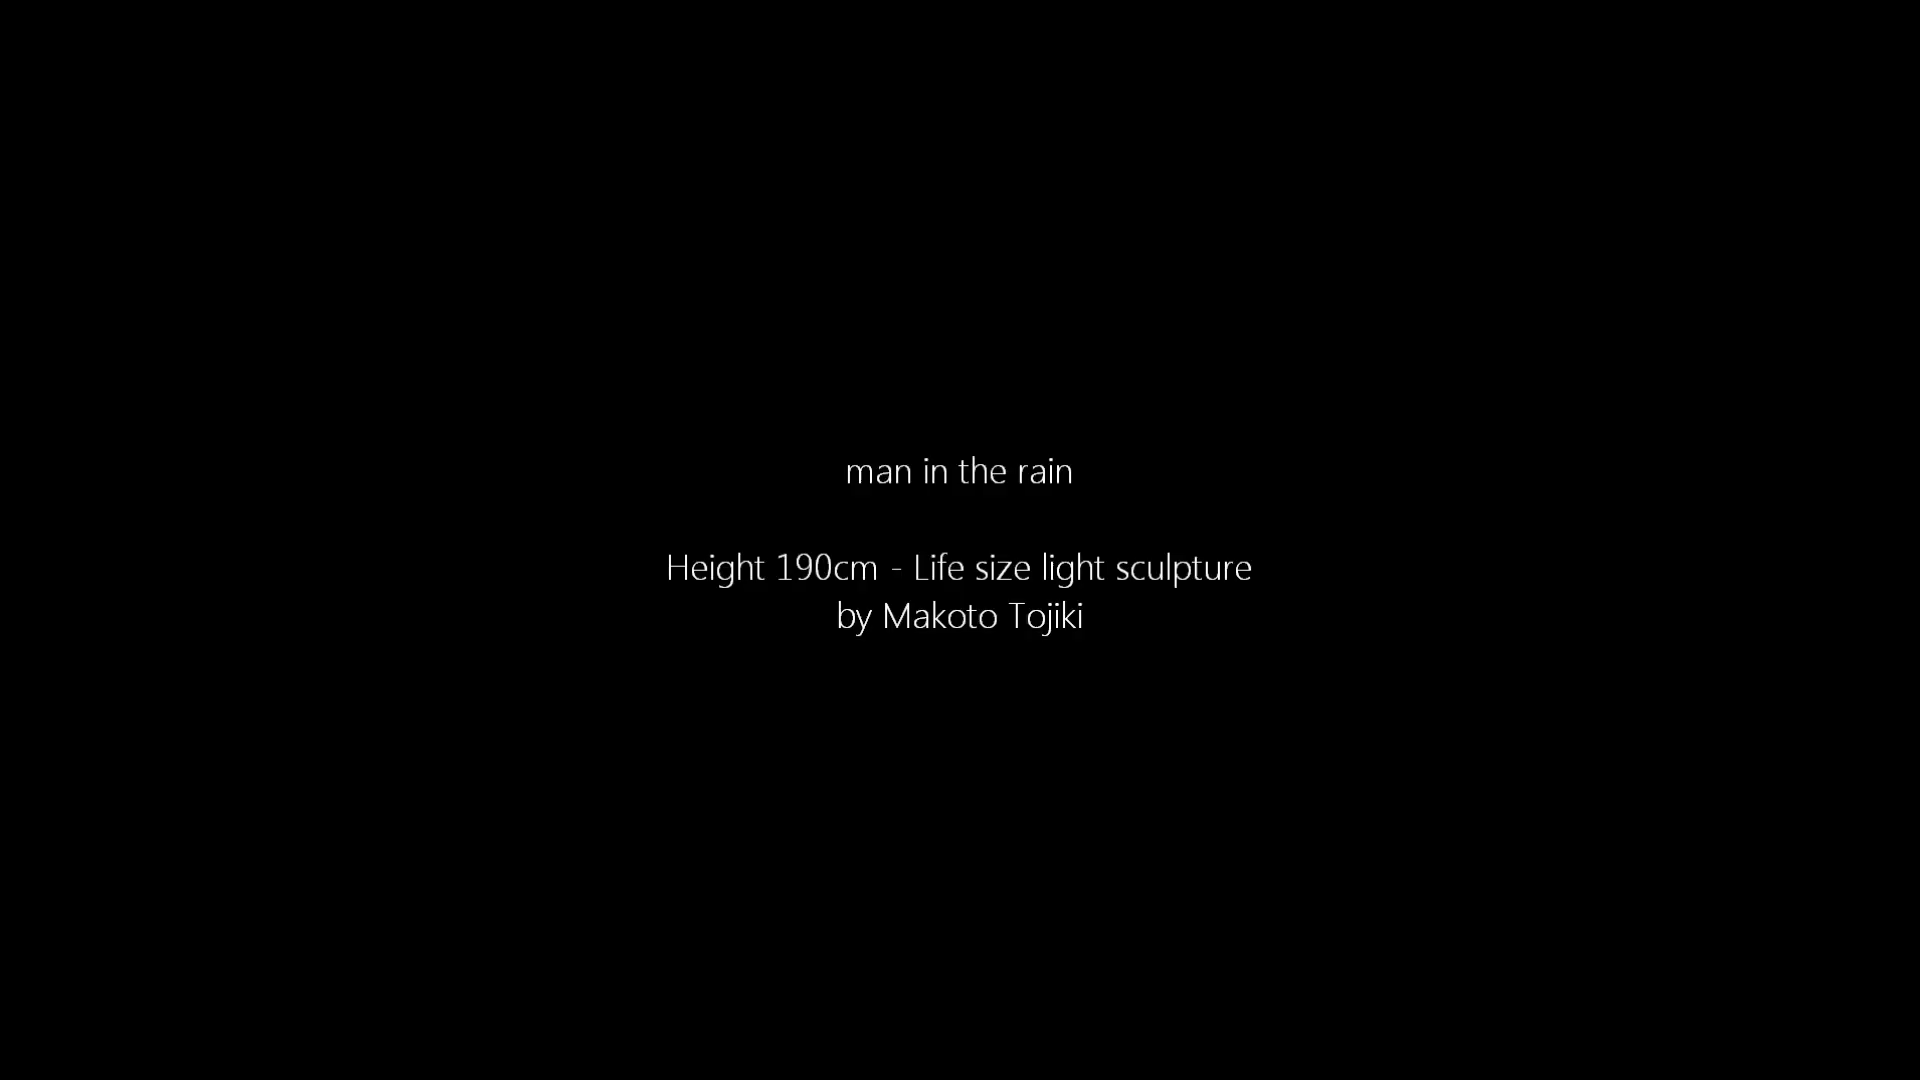 man in the rain
Height 190cm - Life size light sculpture
by Makoto Tojiki